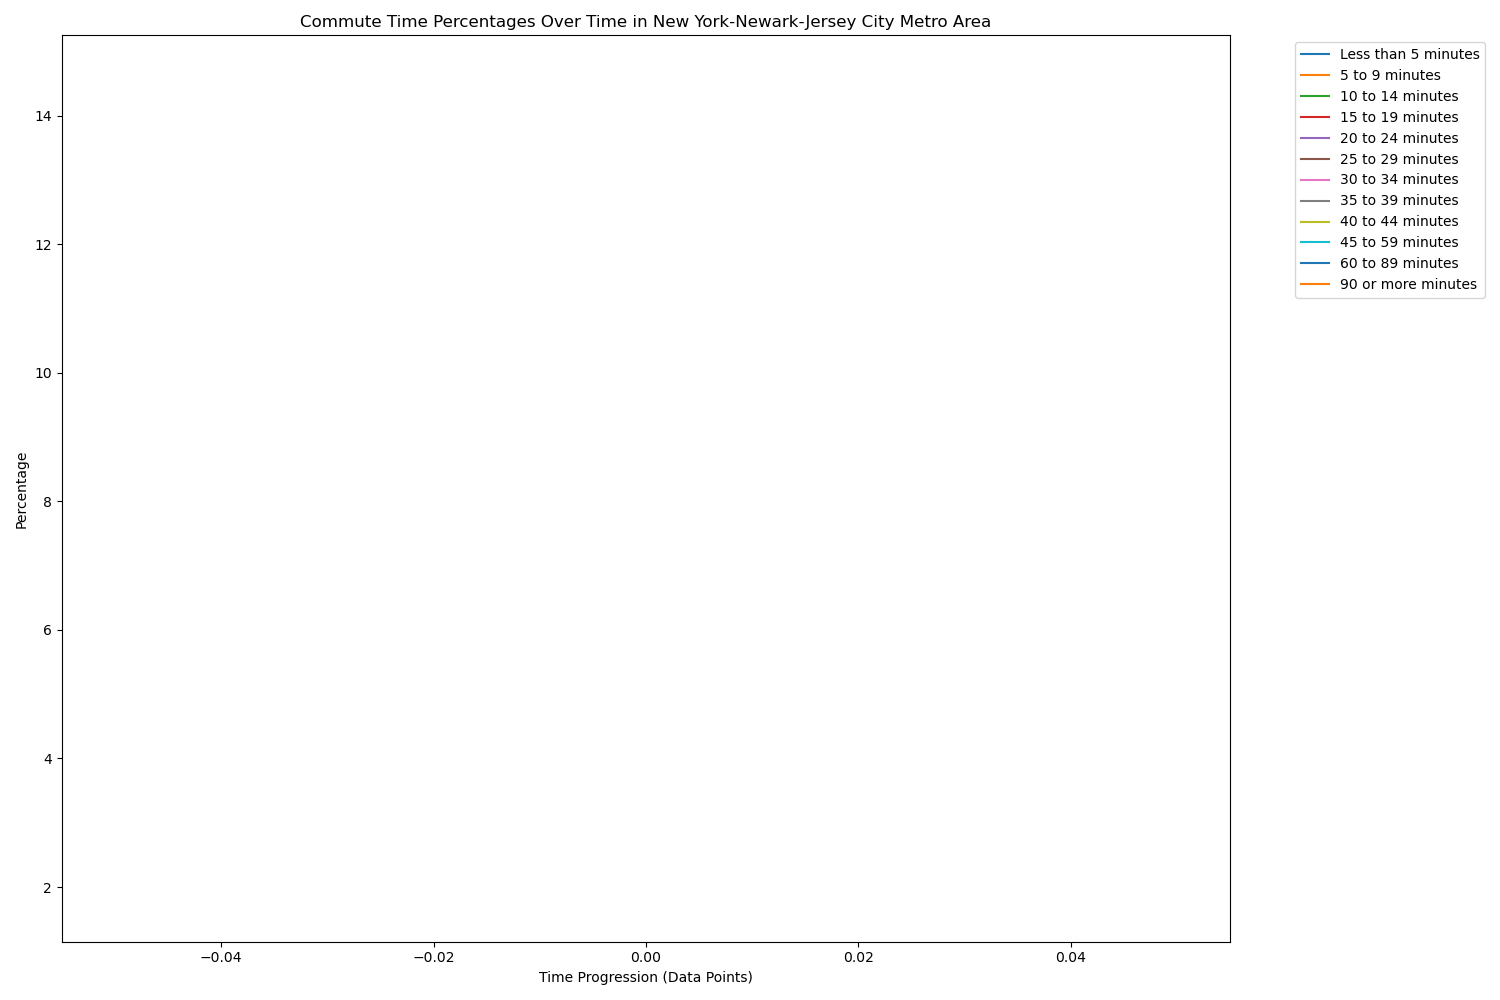 Commute Time Percentages Over Time in New York-Newark-Jersey City Metro Area
Less than 5 minutes
5 to 9 minutes
10 to 14 minutes
15 to 19 minutes
20 to 24 minutes
25 to 29 minutes
30 to 34 minutes
35 to 39 minutes
40 to 44 minutes
45 to 59 minutes
60 to 89 minutes
90 or more minutes
14
12
10
8
6
4
2
Percentage
−0.04 −0.02 0.00 0.02 0.04
Time Progression (Data Points)